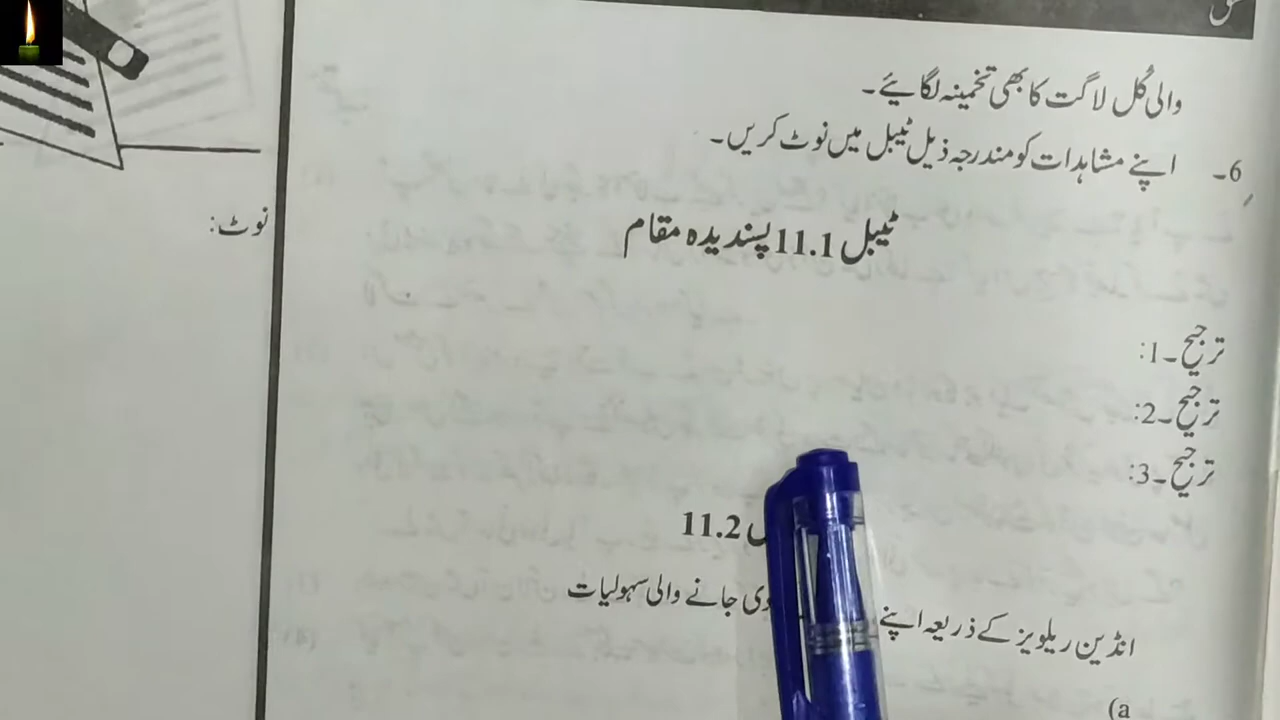 والی کُل لاگت کا بھی تخمینہ لگائیے۔
6۔ اپنے مشاہدات کو مندرجہ ذیل ٹیبل میں نوٹ کریں۔
نوٹ:
ٹیبل 11.1 پسندیدہ مقام
ترجیح۔1:
ترجیح۔2:
ترجیح۔3:
11.2
انڈین ریلویز کے ذریعہ اپنے دی جانے والی سہولیات
(a